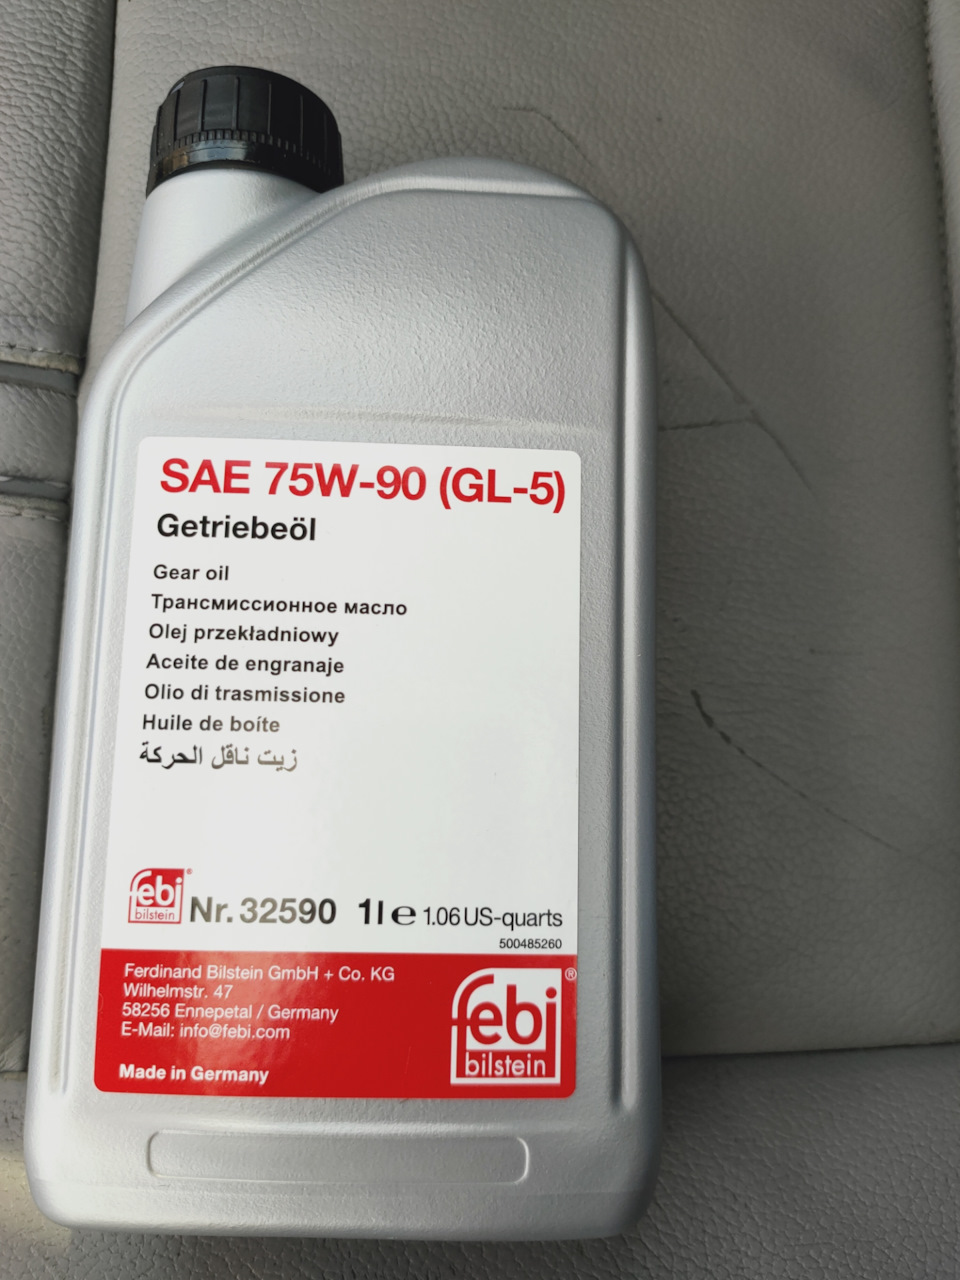 SAE 75W-90 (GL-5)
Getriebeöl
Gear oil
Трансмиссионное масло
Olej przekładniowy
Aceite de engranaje
Olio di trasmissione
Huile de boíte
زيت ناقل الحركة
febi®
bilstein
Nr. 32590 1l ℮ 1.06 US-quarts
500485260
Ferdinand Bilstein GmbH + Co. KG
Wilhelmstr. 47
58256 Ennepetal / Germany
E-Mail: info@febi.com
Made in Germany
febi®
bilstein